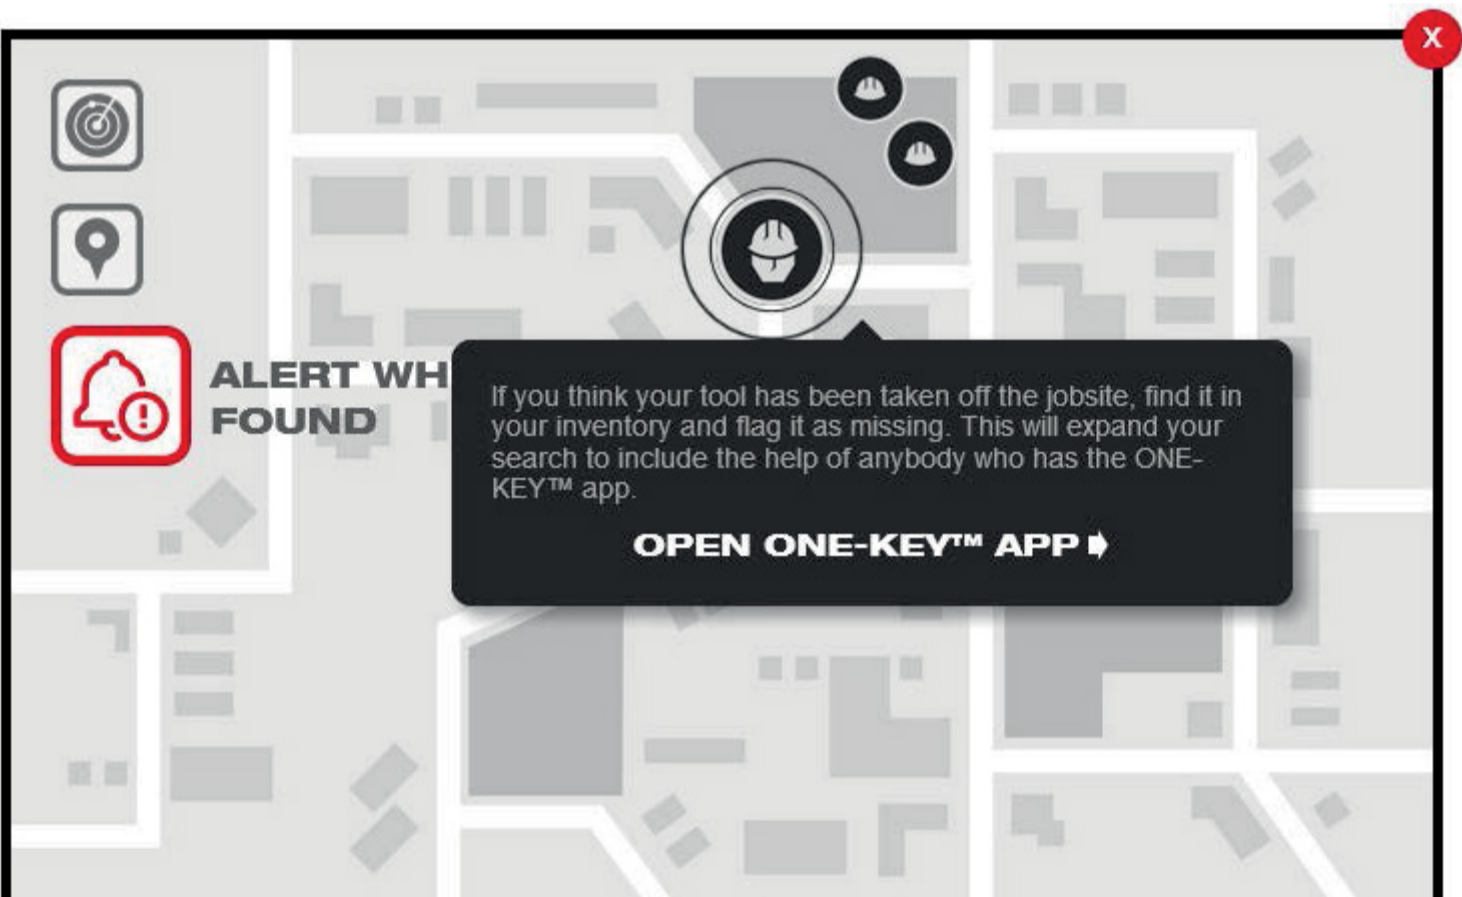 X
ALERT WH
FOUND
If you think your tool has been taken off the jobsite, find it in
your inventory and flag it as missing. This will expand your
search to include the help of anybody who has the ONE-
KEY™ app.
OPEN ONE-KEY™ APP